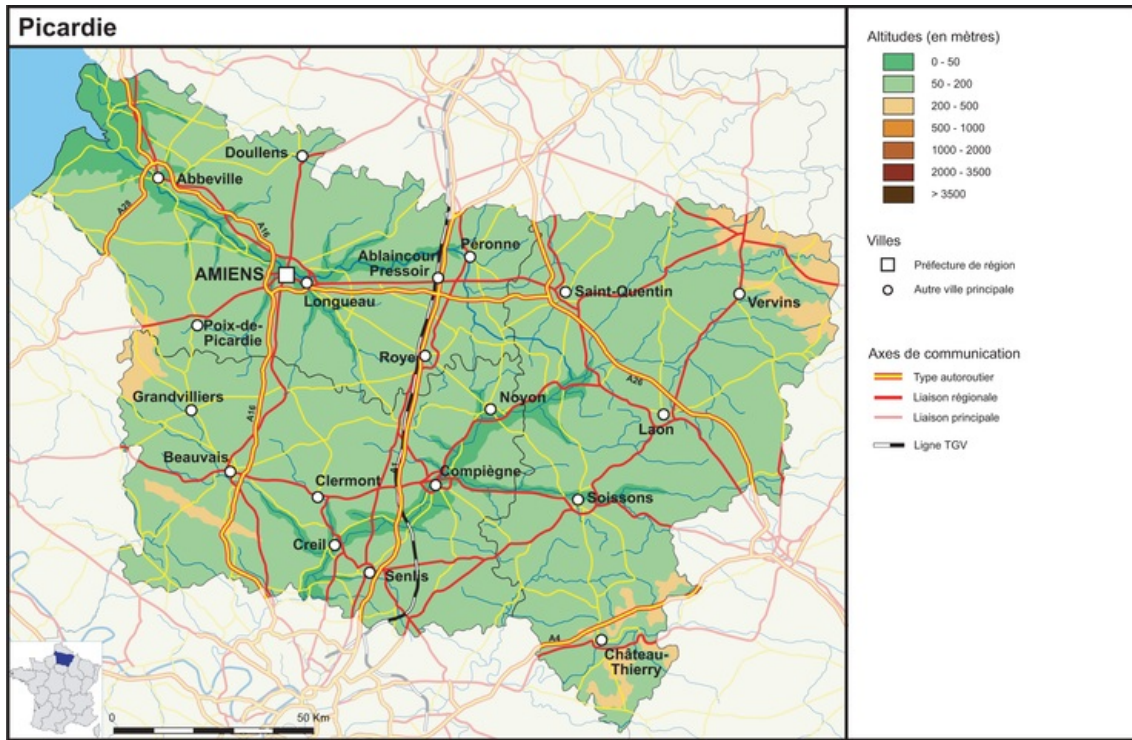 Picardie
Doullens
Abbeville
A28
A16
AMIENS
Longueau
Ablaincourt
Pressoir
Péronne
Saint-Quentin
Vervins
Poix-de-
Picardie
Roye
Grandvilliers
A16
Noyon
A26
Laon
Beauvais
Clermont
Compiègne
A1
Soissons
Creil
Senlis
A4
Château-
Thierry
0
50 Km
Altitudes (en mètres)
0 - 50
50 - 200
200 - 500
500 - 1000
1000 - 2000
2000 - 3500
> 3500
Villes
Préfecture de région
Autre ville principale
Axes de communication
Type autoroutier
Liaison régionale
Liaison principale
Ligne TGV